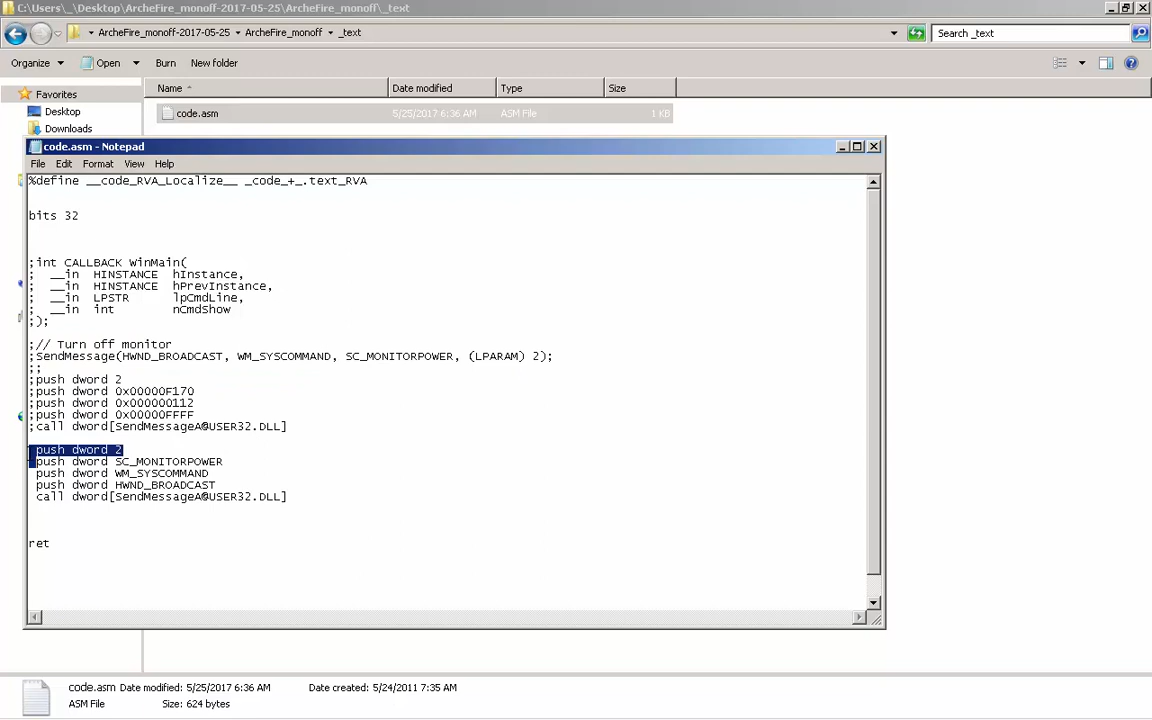 C:\Users\_\Desktop\ArcheFire_monoff-2017-05-25\ArcheFire_monoff\_text
ArcheFire_monoff-2017-05-25 ArcheFire_monoff _text
Search _text
Organize Open Burn New folder
Name Date modified Type Size
Favorites
code.asm 5/25/2017 6:36 AM ASM File 1 KB
Desktop
Downloads
code.asm - Notepad
File Edit Format View Help
%define __code_RVA_Localize__ _code_+_.text_RVA
bits 32
;int CALLBACK WinMain(
;  __in  HINSTANCE  hInstance,
;  __in  HINSTANCE  hPrevInstance,
;  __in  LPSTR      lpCmdLine,
;  __in  int        nCmdShow
;);
;// Turn off monitor
;SendMessage(HWND_BROADCAST, WM_SYSCOMMAND, SC_MONITORPOWER, (LPARAM) 2);
;;
;push dword 2
;push dword 0x0000F170
;push dword 0x00000112
;push dword 0x0000FFFF
;call dword[SendMessageA@USER32.DLL]
push dword 2
push dword SC_MONITORPOWER
push dword WM_SYSCOMMAND
push dword HWND_BROADCAST
call dword[SendMessageA@USER32.DLL]
ret
code.asm Date modified: 5/25/2017 6:36 AM Date created: 5/24/2011 7:35 AM
ASM File Size: 624 bytes